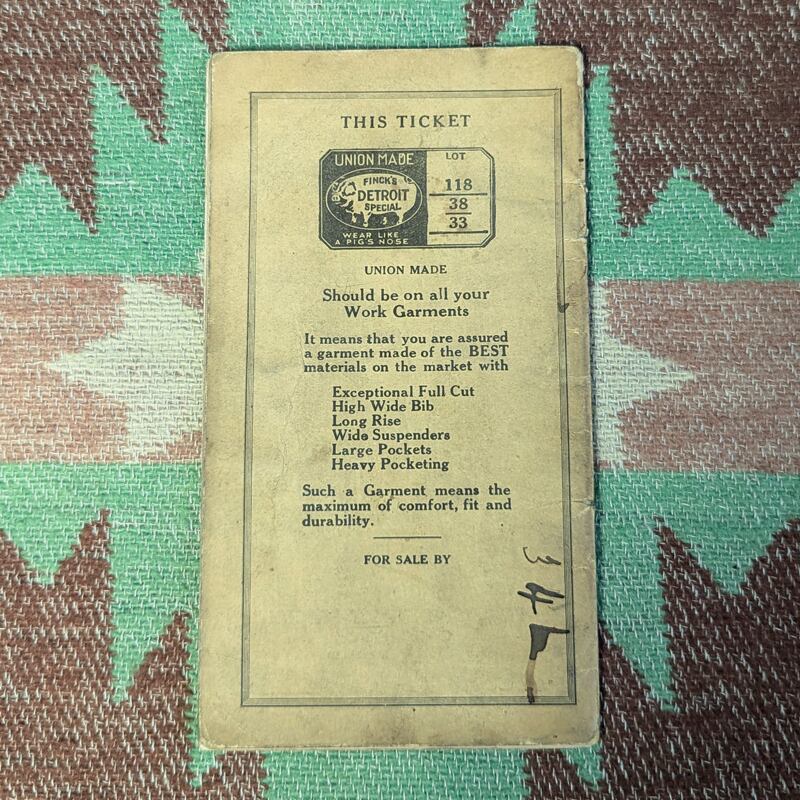 THIS TICKET
UNION MADE
FINCK'S
DETROIT
SPECIAL
WEAR LIKE
A PIG'S NOSE
LOT
118
38
33
UNION MADE
Should be on all your
Work Garments
It means that you are assured
a garment made of the BEST
materials on the market with
Exceptional Full Cut
High Wide Bib
Long Rise
Wide Suspenders
Large Pockets
Heavy Pocketing
Such a Garment means the
maximum of comfort, fit and
durability.
FOR SALE BY